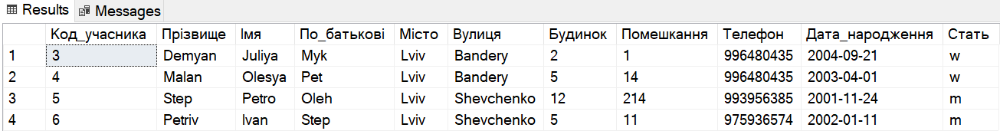 Results Messages
Код_учасника Прізвище Імя По_батькові Місто Вулиця Будинок Помешкання Телефон Дата_народження Стать
1 3 Demyan Juliya Myk Lviv Bandery 2 1 996480435 2004-09-21 w
2 4 Malan Olesya Pet Lviv Bandery 5 14 996480435 2003-04-01 w
3 5 Step Petro Oleh Lviv Shevchenko 12 214 993956385 2001-11-24 m
4 6 Petriv Ivan Step Lviv Shevchenko 5 11 975936574 2002-01-11 m